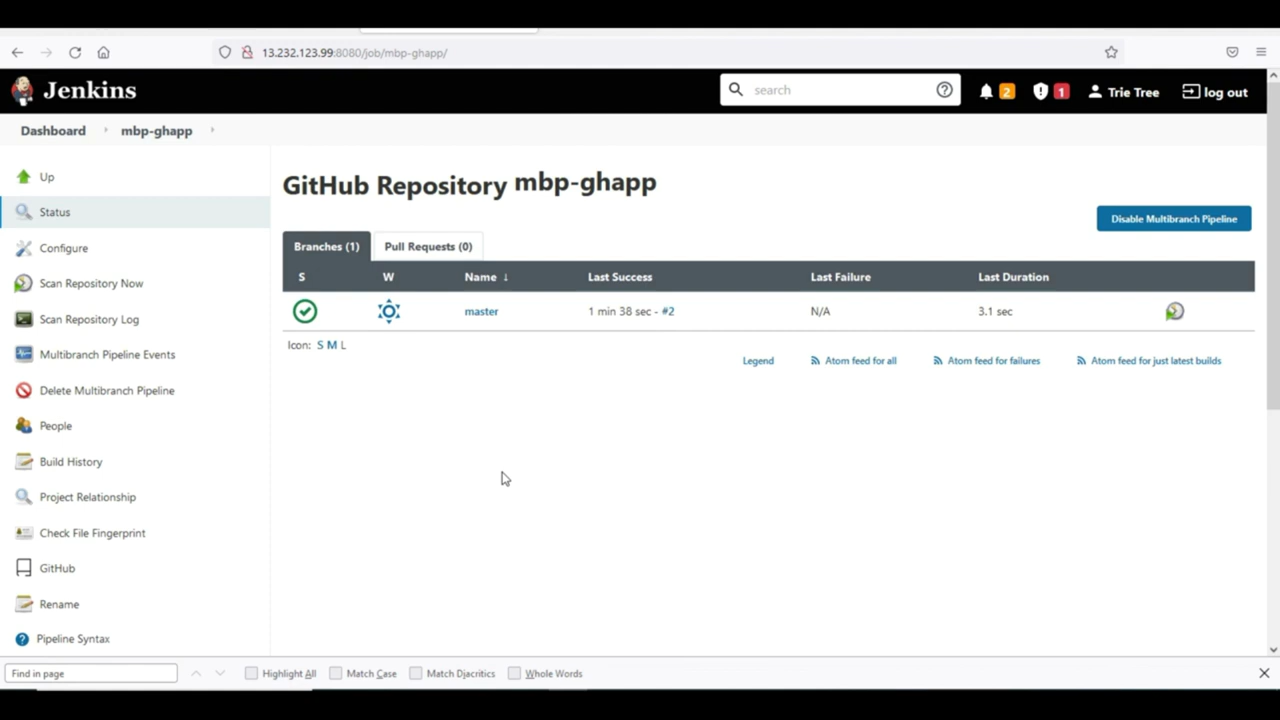 13.232.123.99:8080/job/mbp-ghapp/
Jenkins
search
2
1
Trie Tree
log out
Dashboard
mbp-ghapp
Up
Status
Configure
Scan Repository Now
Scan Repository Log
Multibranch Pipeline Events
Delete Multibranch Pipeline
People
Build History
Project Relationship
Check File Fingerprint
GitHub
Rename
Pipeline Syntax
GitHub Repository mbp-ghapp
Disable Multibranch Pipeline
Branches (1) Pull Requests (0)
S W Name ↓ Last Success Last Failure Last Duration
master 1 min 38 sec - #2 N/A 3.1 sec
Icon: S M L
Legend Atom feed for all Atom feed for failures Atom feed for just latest builds
Find in page Highlight All Match Case Match Diacritics Whole Words